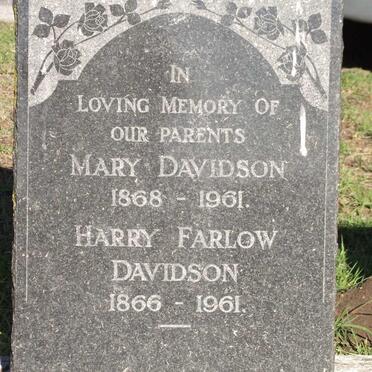 IN
LOVING MEMORY OF
OUR PARENTS
MARY DAVIDSON
1868 - 1961.
HARRY FARLOW
DAVIDSON
1866 - 1961.